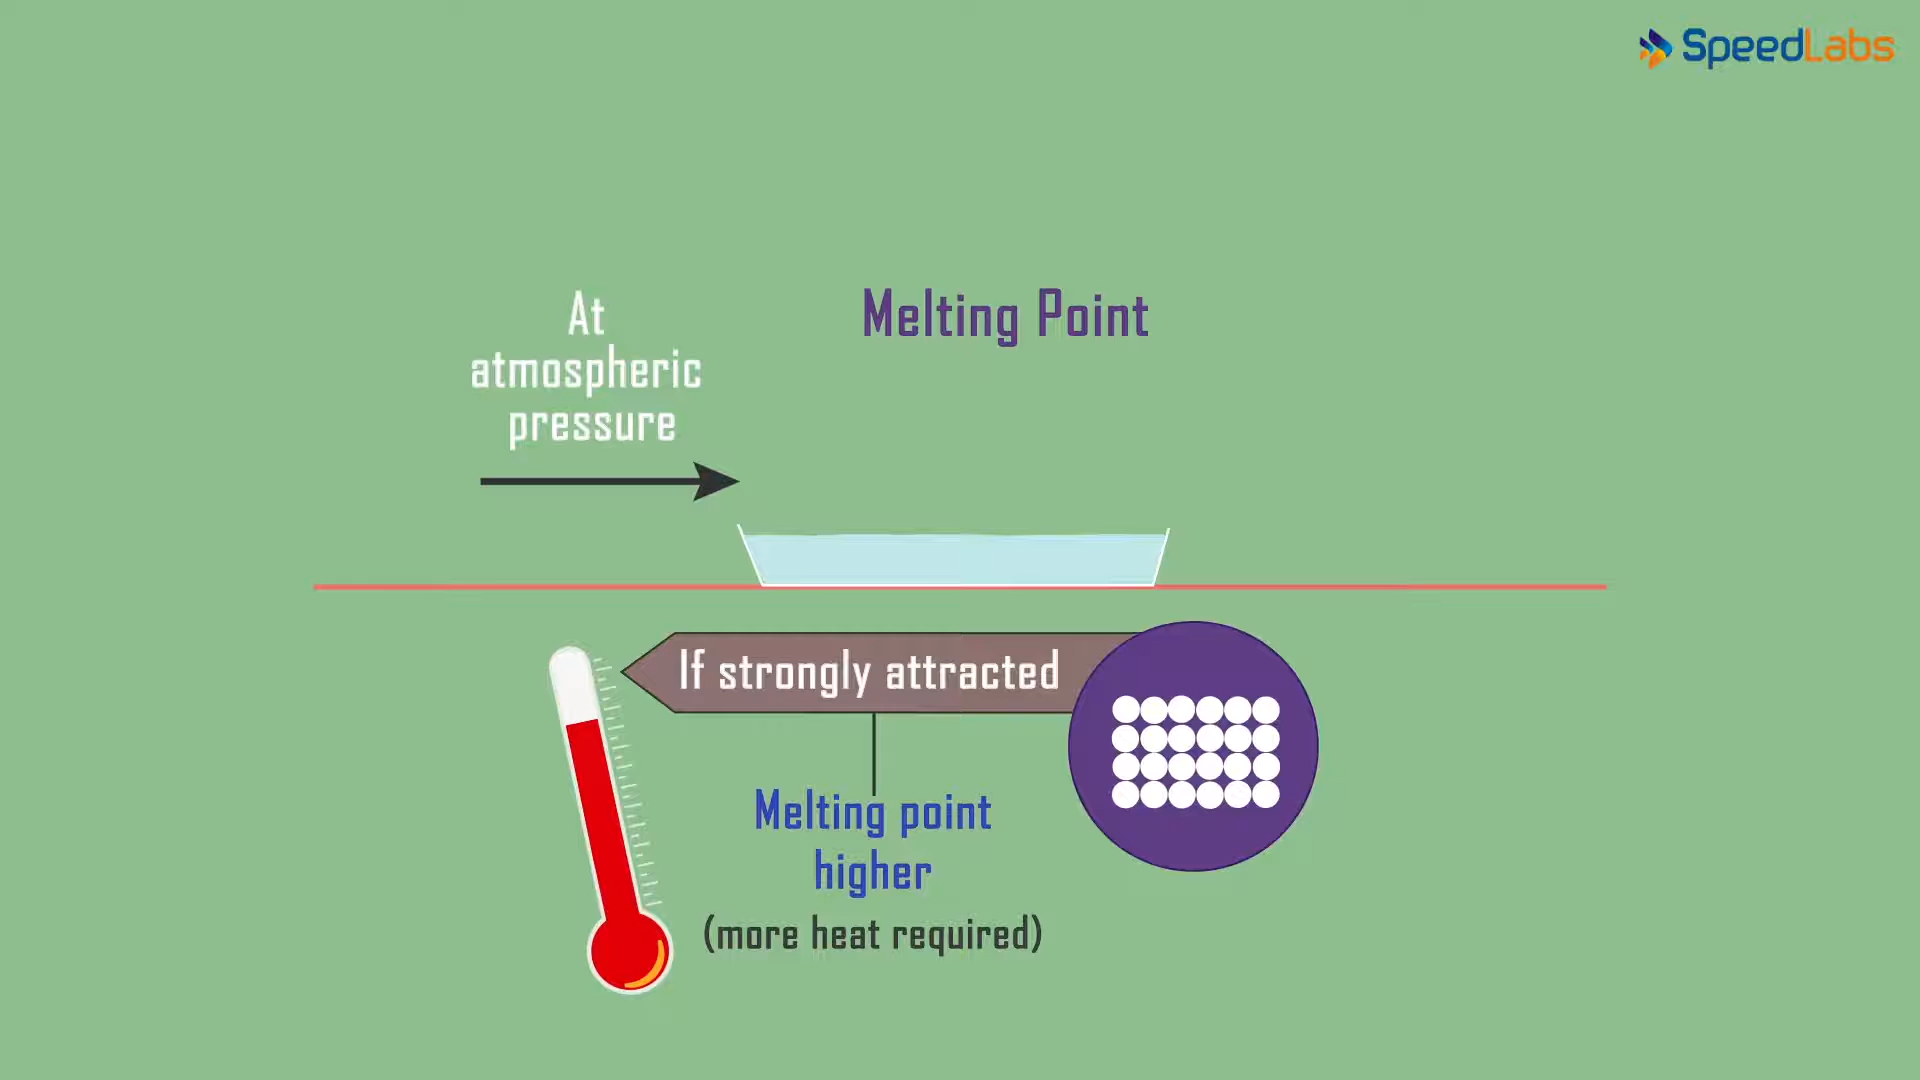 SpeedLabs
At
atmospheric
pressure
Melting Point
If strongly attracted
Melting point
higher
(more heat required)